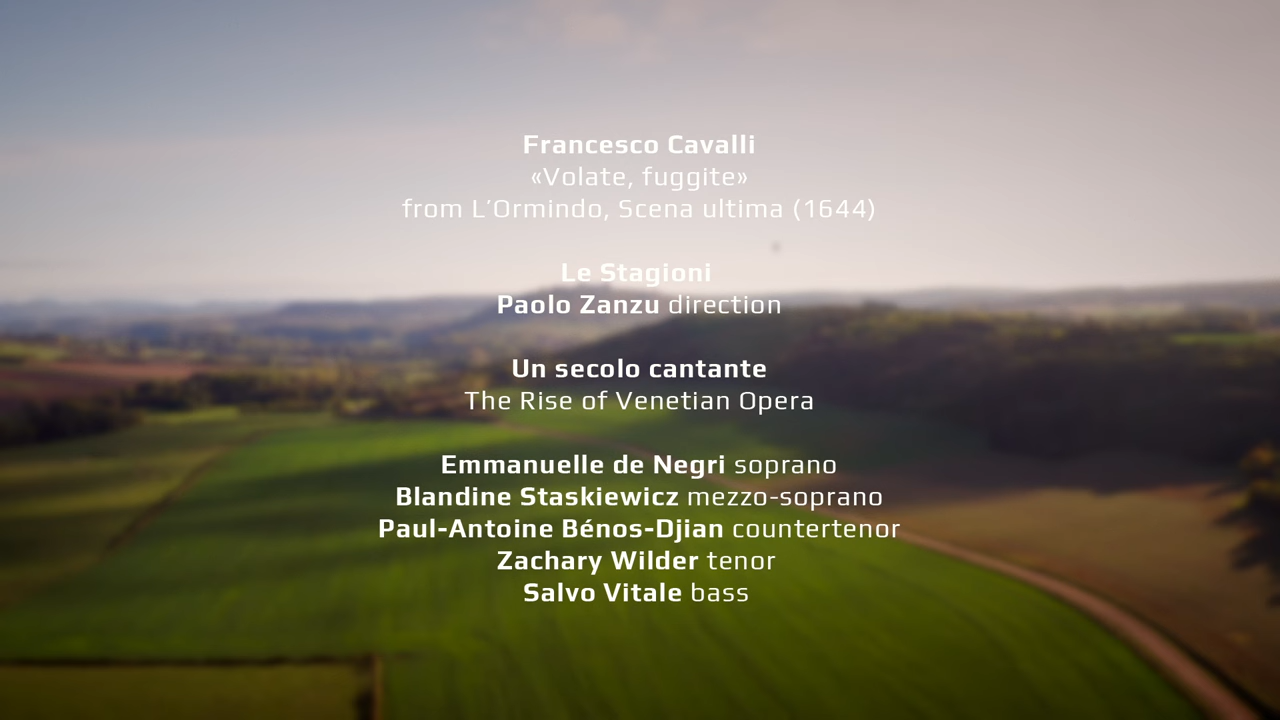 Francesco Cavalli
«Volate, fuggite»
from L’Ormindo, Scena ultima (1644)
Le Stagioni
Paolo Zanzu direction
Un secolo cantante
The Rise of Venetian Opera
Emmanuelle de Negri soprano
Blandine Staskiewicz mezzo-soprano
Paul-Antoine Bénos-Djian countertenor
Zachary Wilder tenor
Salvo Vitale bass